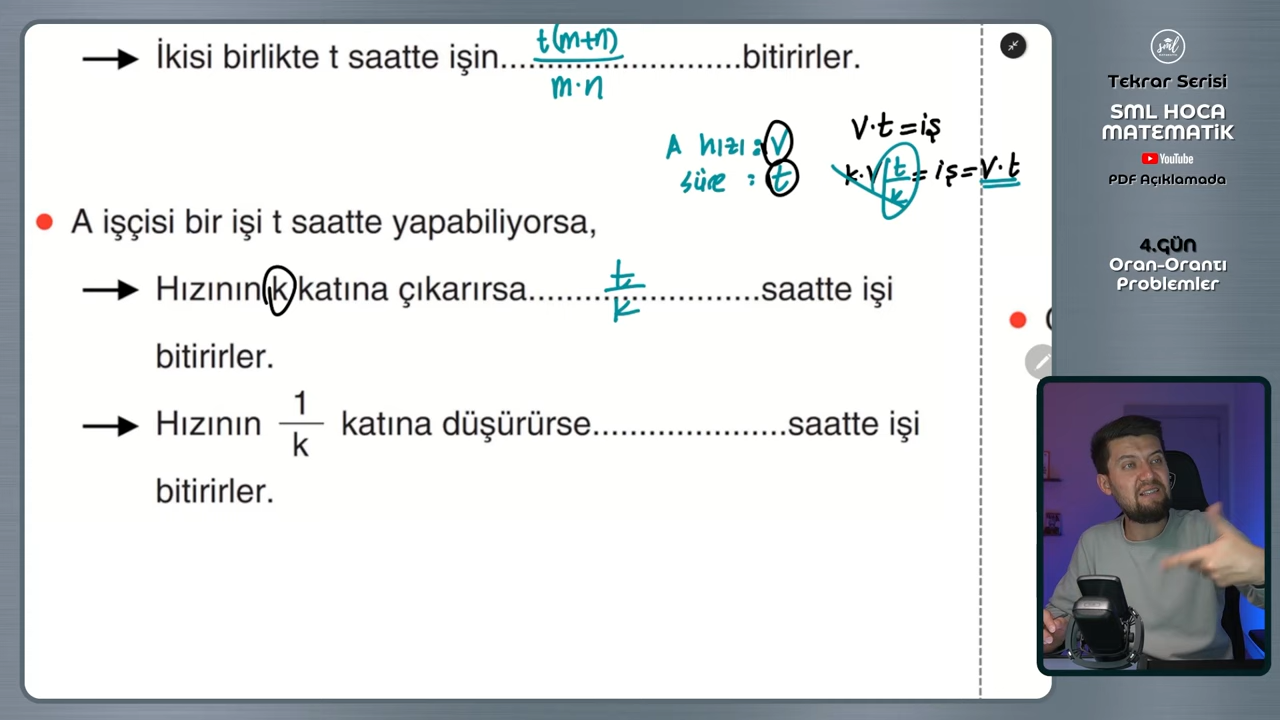 → İkisi birlikte t saatte işin....t(m+n)/m·n....bitirirler.
A hızı : V
süre : t
V·t = iş
k·V t/k = iş = V·t
• A işçisi bir işi t saatte yapabiliyorsa,
→ Hızının k katına çıkarırsa........t/k........saatte işi
bitirirler.
→ Hızının 1/k katına düşürürse....................saatte işi
bitirirler.
sml
Tekrar Serisi
SML HOCA
MATEMATİK
YouTube
PDF Açıklamada
4.GÜN
Oran-Orantı
Problemler